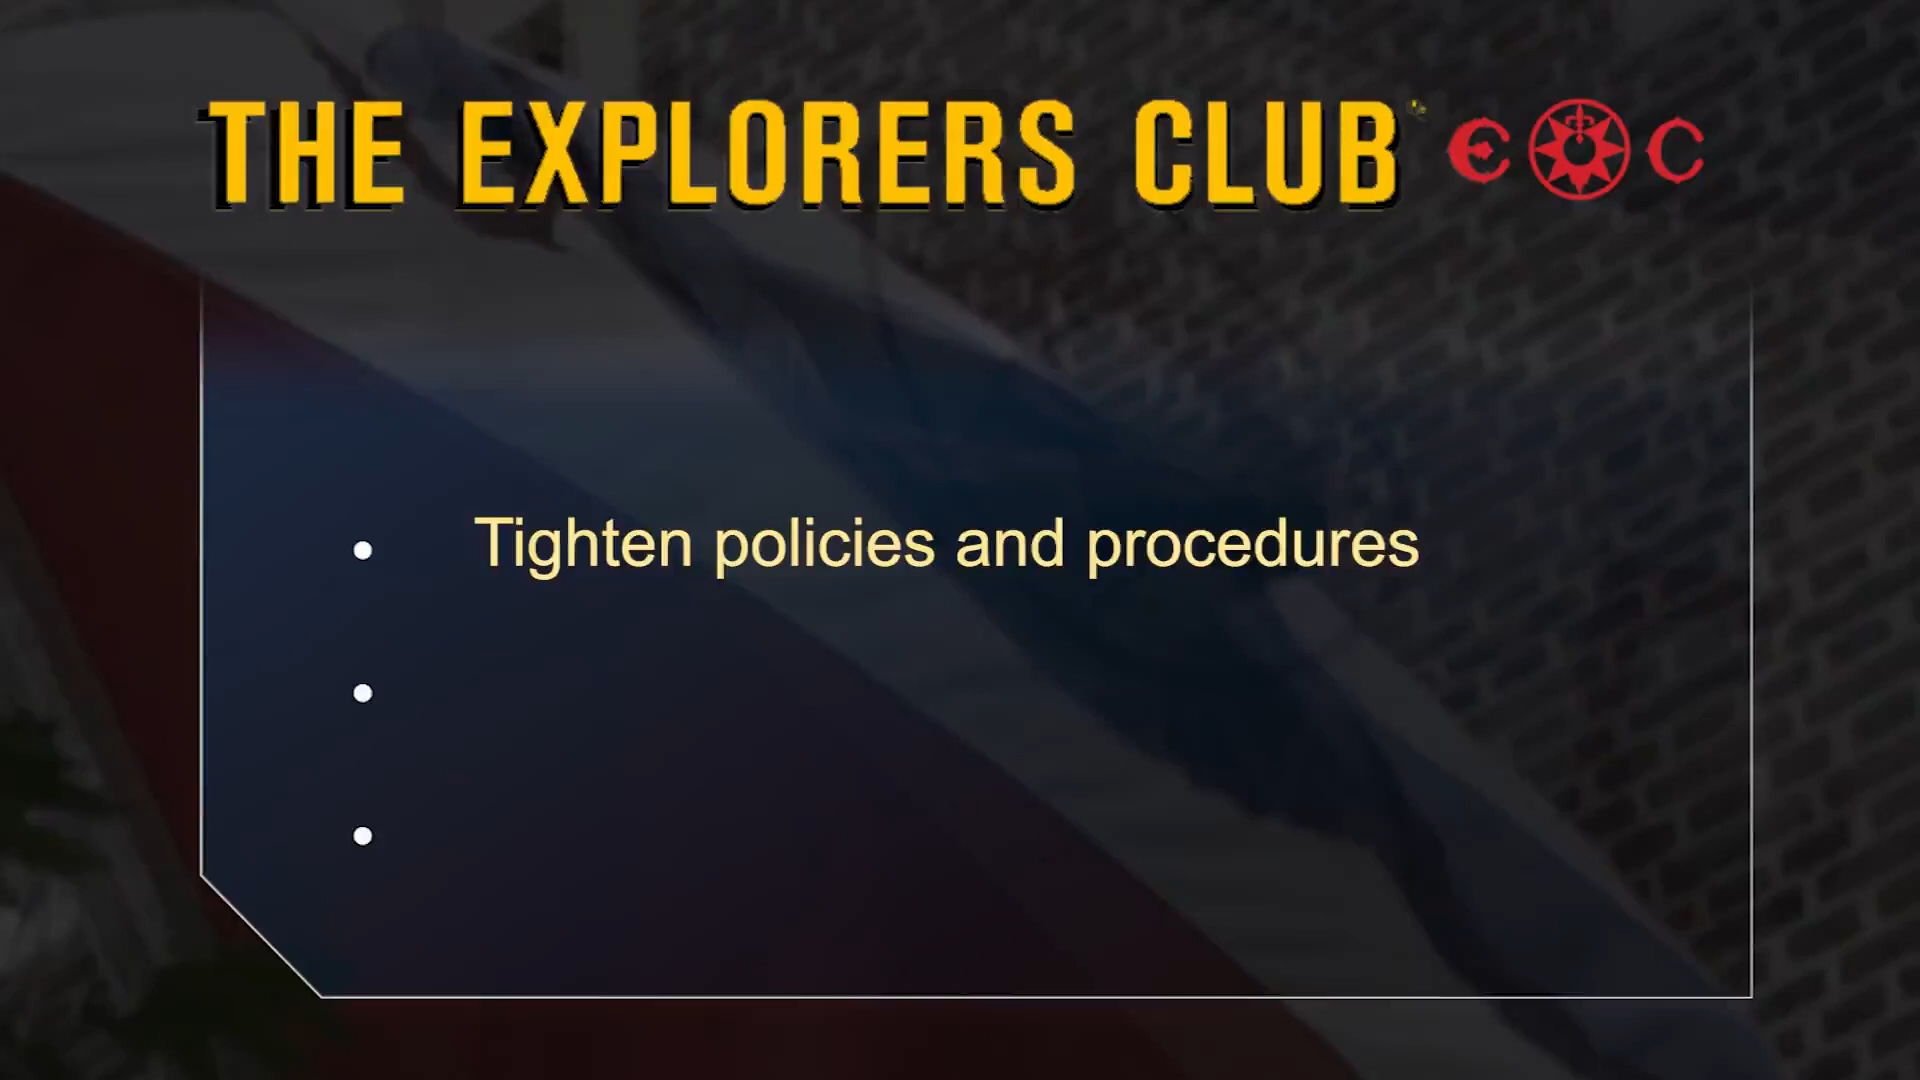 THE EXPLORERS CLUB E C
• Tighten policies and procedures
•
•